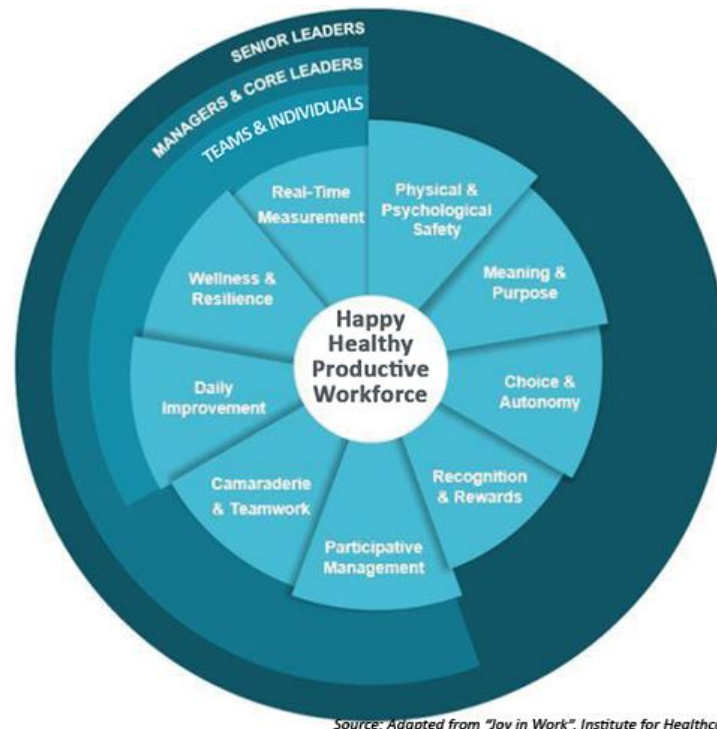 SENIOR LEADERS
MANAGERS & CORE LEADERS
TEAMS & INDIVIDUALS
Real-Time
Measurement
Physical &
Psychological
Safety
Meaning &
Purpose
Choice &
Autonomy
Recognition
& Rewards
Participative
Management
Camaraderie
& Teamwork
Daily
Improvement
Wellness &
Resilience
Happy
Healthy
Productive
Workforce
Source: Adapted from "Joy in Work", Institute for